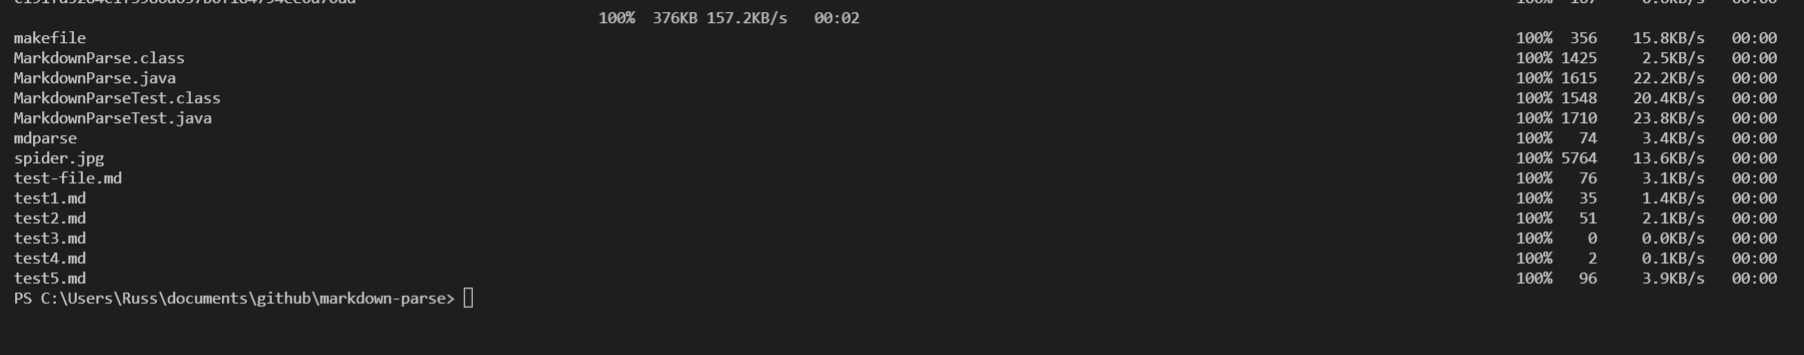 100%  376KB 157.2KB/s   00:02
makefile 100%  356    15.8KB/s   00:00
MarkdownParse.class 100% 1425     2.5KB/s   00:00
MarkdownParse.java 100% 1615    22.2KB/s   00:00
MarkdownParseTest.class 100% 1548    20.4KB/s   00:00
MarkdownParseTest.java 100% 1710    23.8KB/s   00:00
mdparse 100%   74     3.4KB/s   00:00
spider.jpg 100% 5764    13.6KB/s   00:00
test-file.md 100%   76     3.1KB/s   00:00
test1.md 100%   35     1.4KB/s   00:00
test2.md 100%   51     2.1KB/s   00:00
test3.md 100%    0     0.0KB/s   00:00
test4.md 100%    2     0.1KB/s   00:00
test5.md 100%   96     3.9KB/s   00:00
PS C:\Users\Russ\documents\github\markdown-parse>